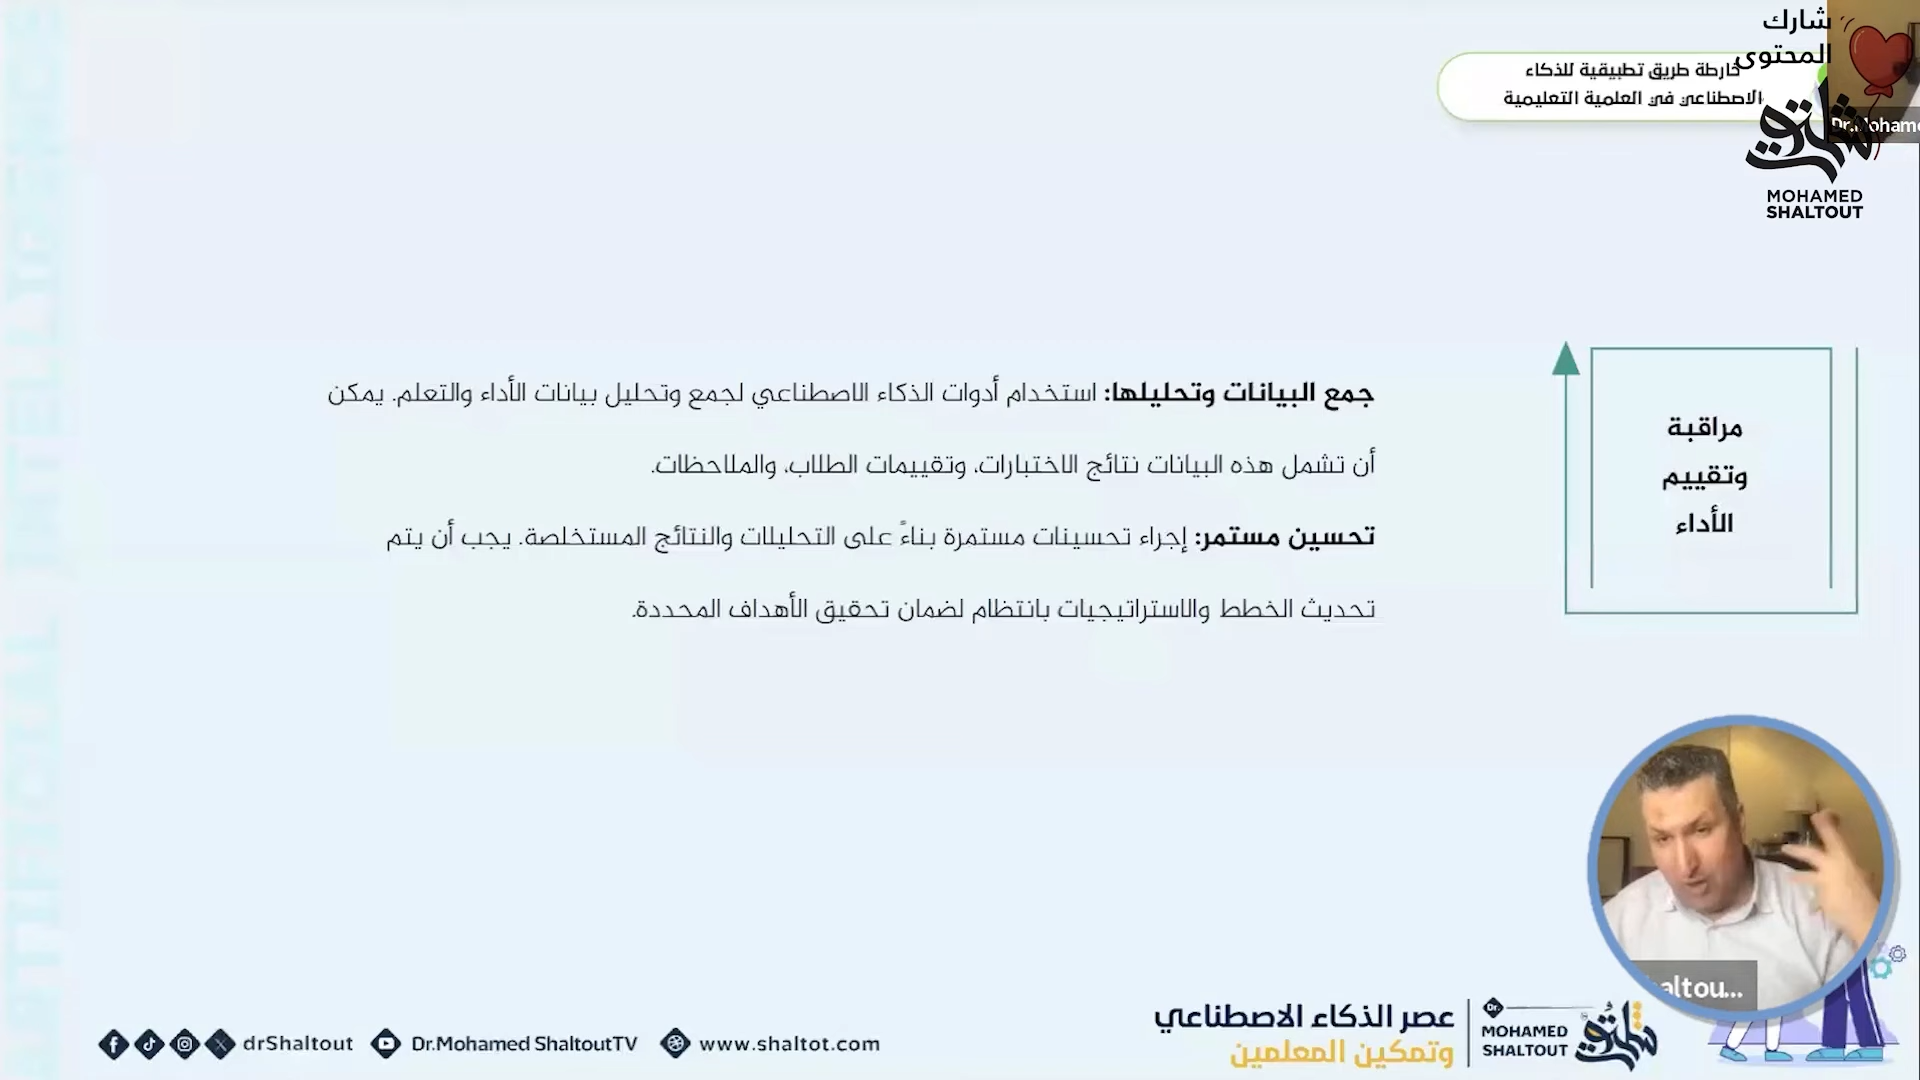 شارك
المحتوى
خارطة طريق تطبيقية للذكاء
الاصطناعي في العلمية التعليمية
شلتوت
MOHAMED
SHALTOUT
مراقبة
وتقييم
الأداء
جمع البيانات وتحليلها: استخدام أدوات الذكاء الاصطناعي لجمع وتحليل بيانات الأداء والتعلم. يمكن
أن تشمل هذه البيانات نتائج الاختبارات، وتقييمات الطلاب، والملاحظات.
تحسين مستمر: إجراء تحسينات مستمرة بناءً على التحليلات والنتائج المستخلصة. يجب أن يتم
تحديث الخطط والاستراتيجيات بانتظام لضمان تحقيق الأهداف المحددة.
عصر الذكاء الاصطناعي
وتمكين المعلمين
Dr.
MOHAMED
SHALTOUT
شلتوت
drShaltout
Dr.Mohamed ShaltoutTV
www.shaltot.com